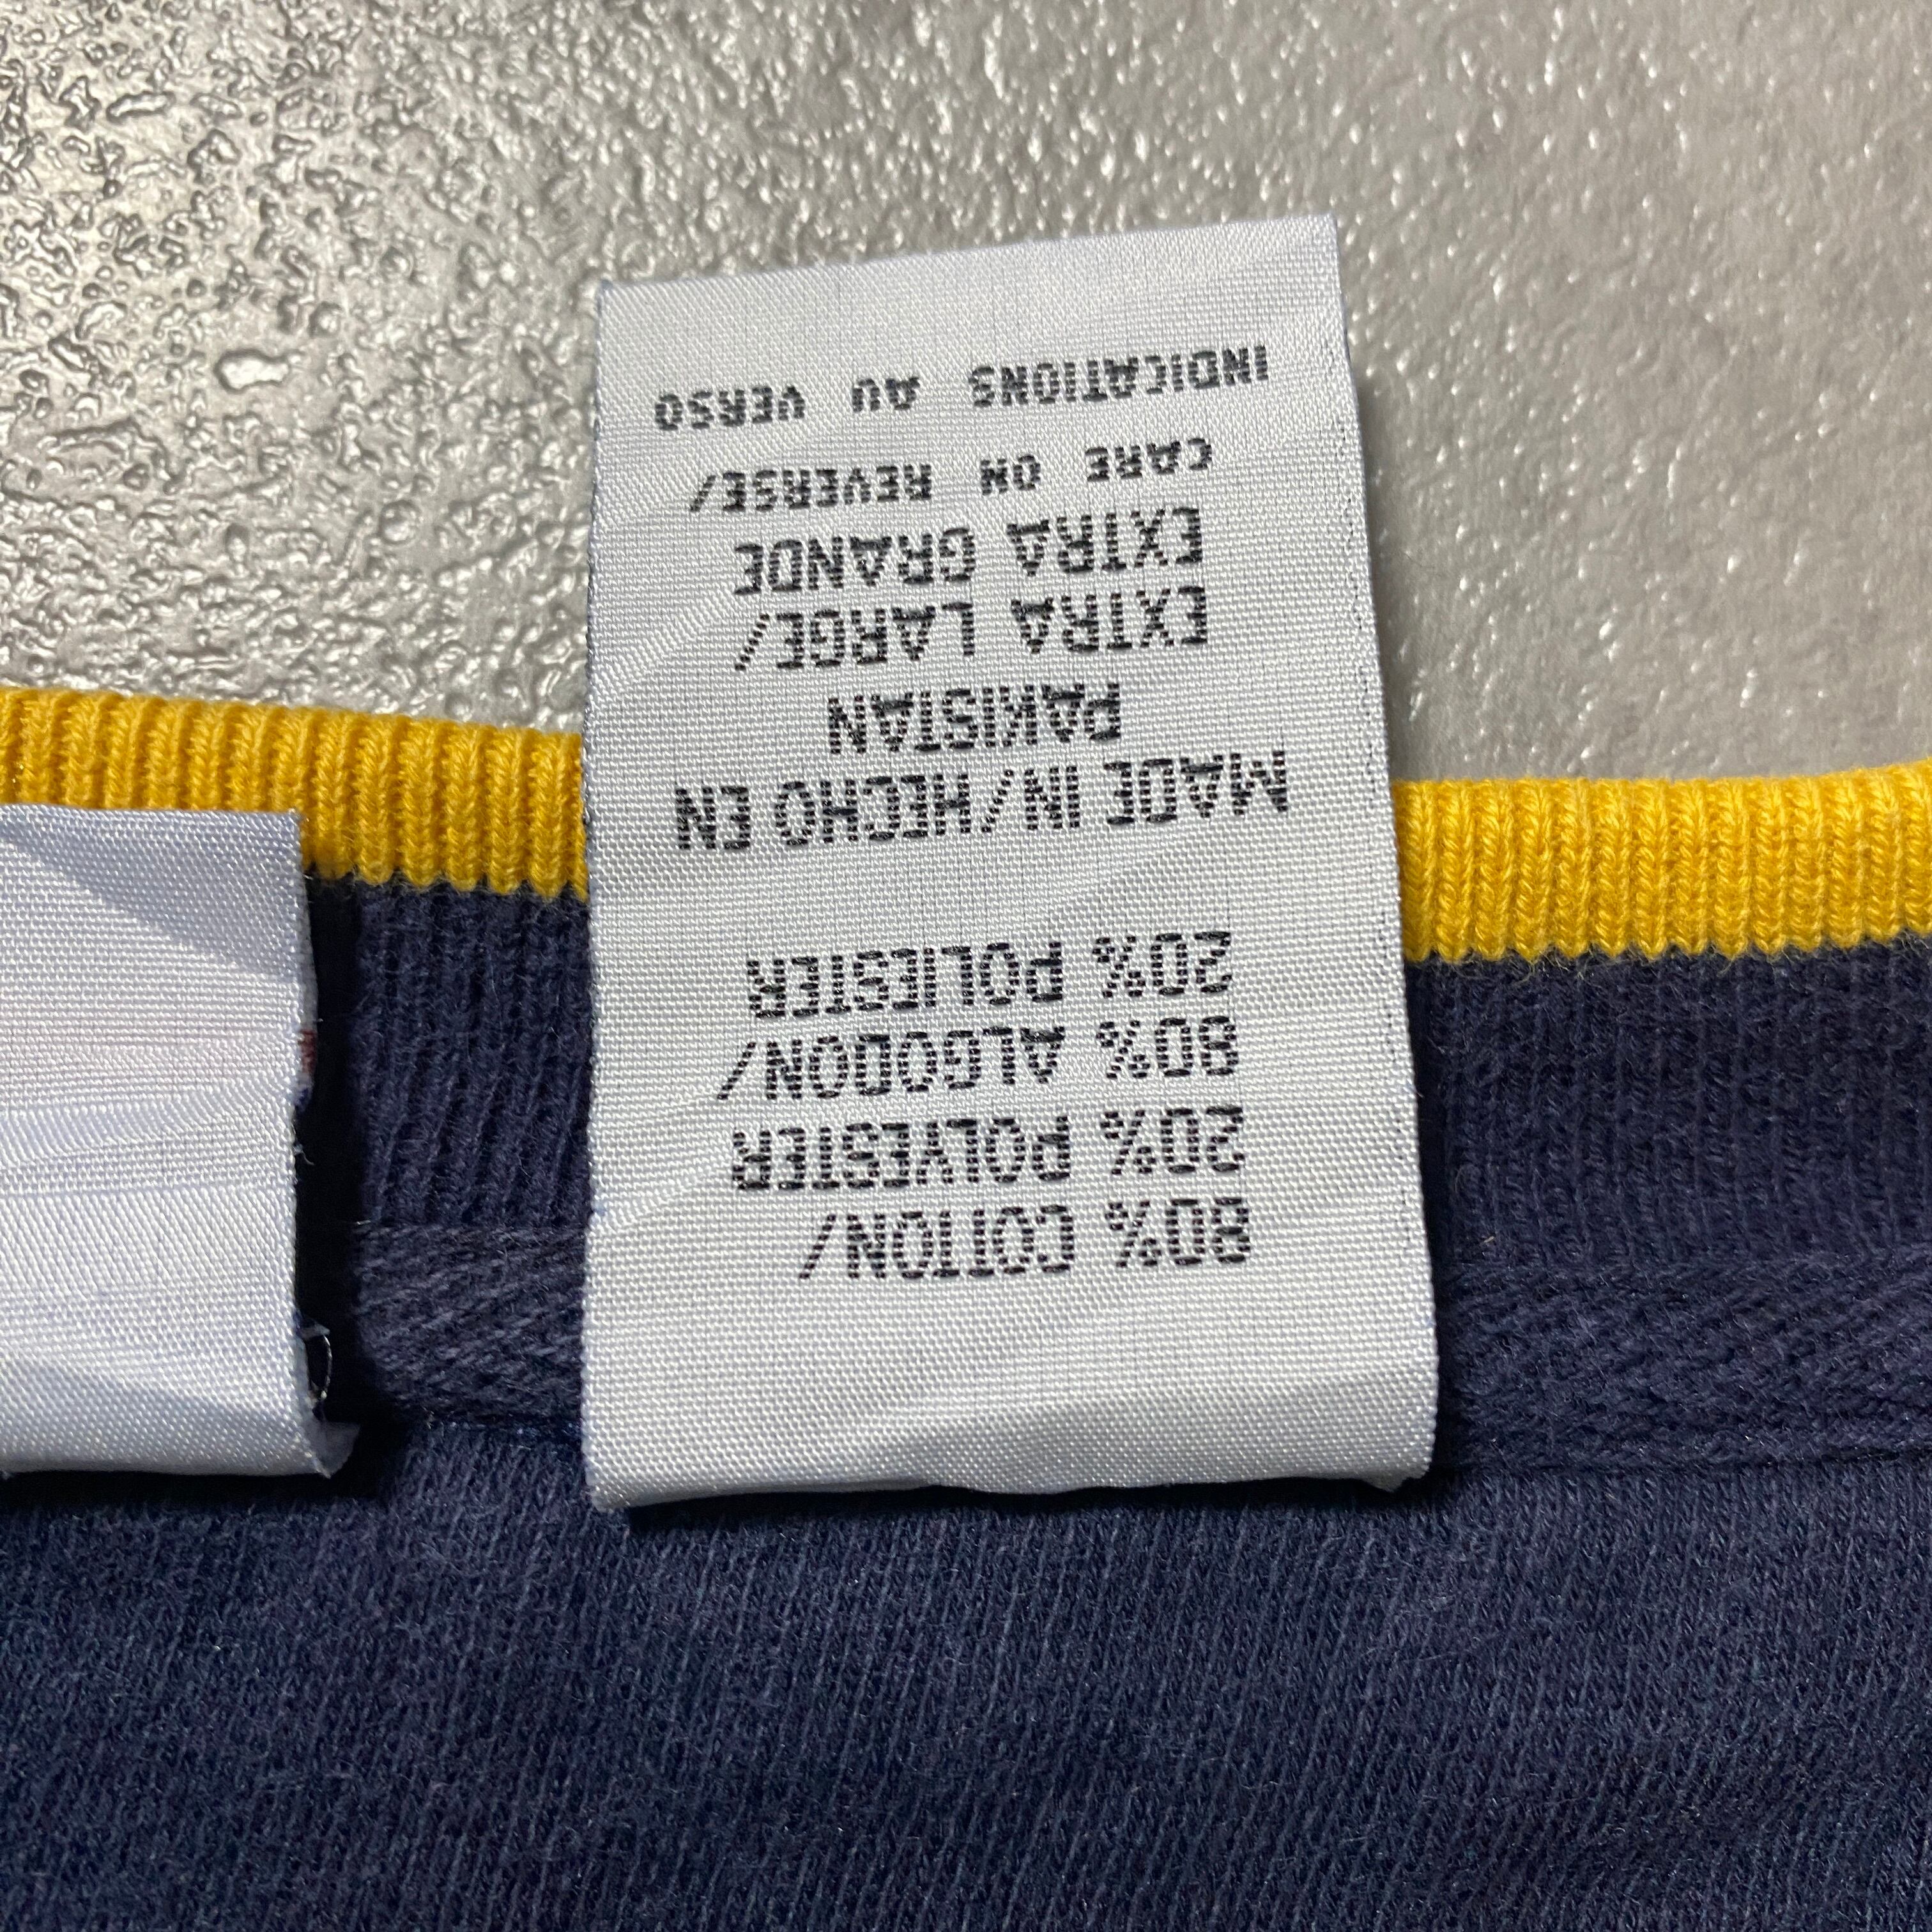 80% COTTON/
20% POLYESTER
80% ALGODON/
20% POLIESTER
MADE IN/HECHO EN
PAKISTAN
EXTRA LARGE/
EXTRA GRANDE
CARE ON REVERSE/
INDICATIONS AU VERSO